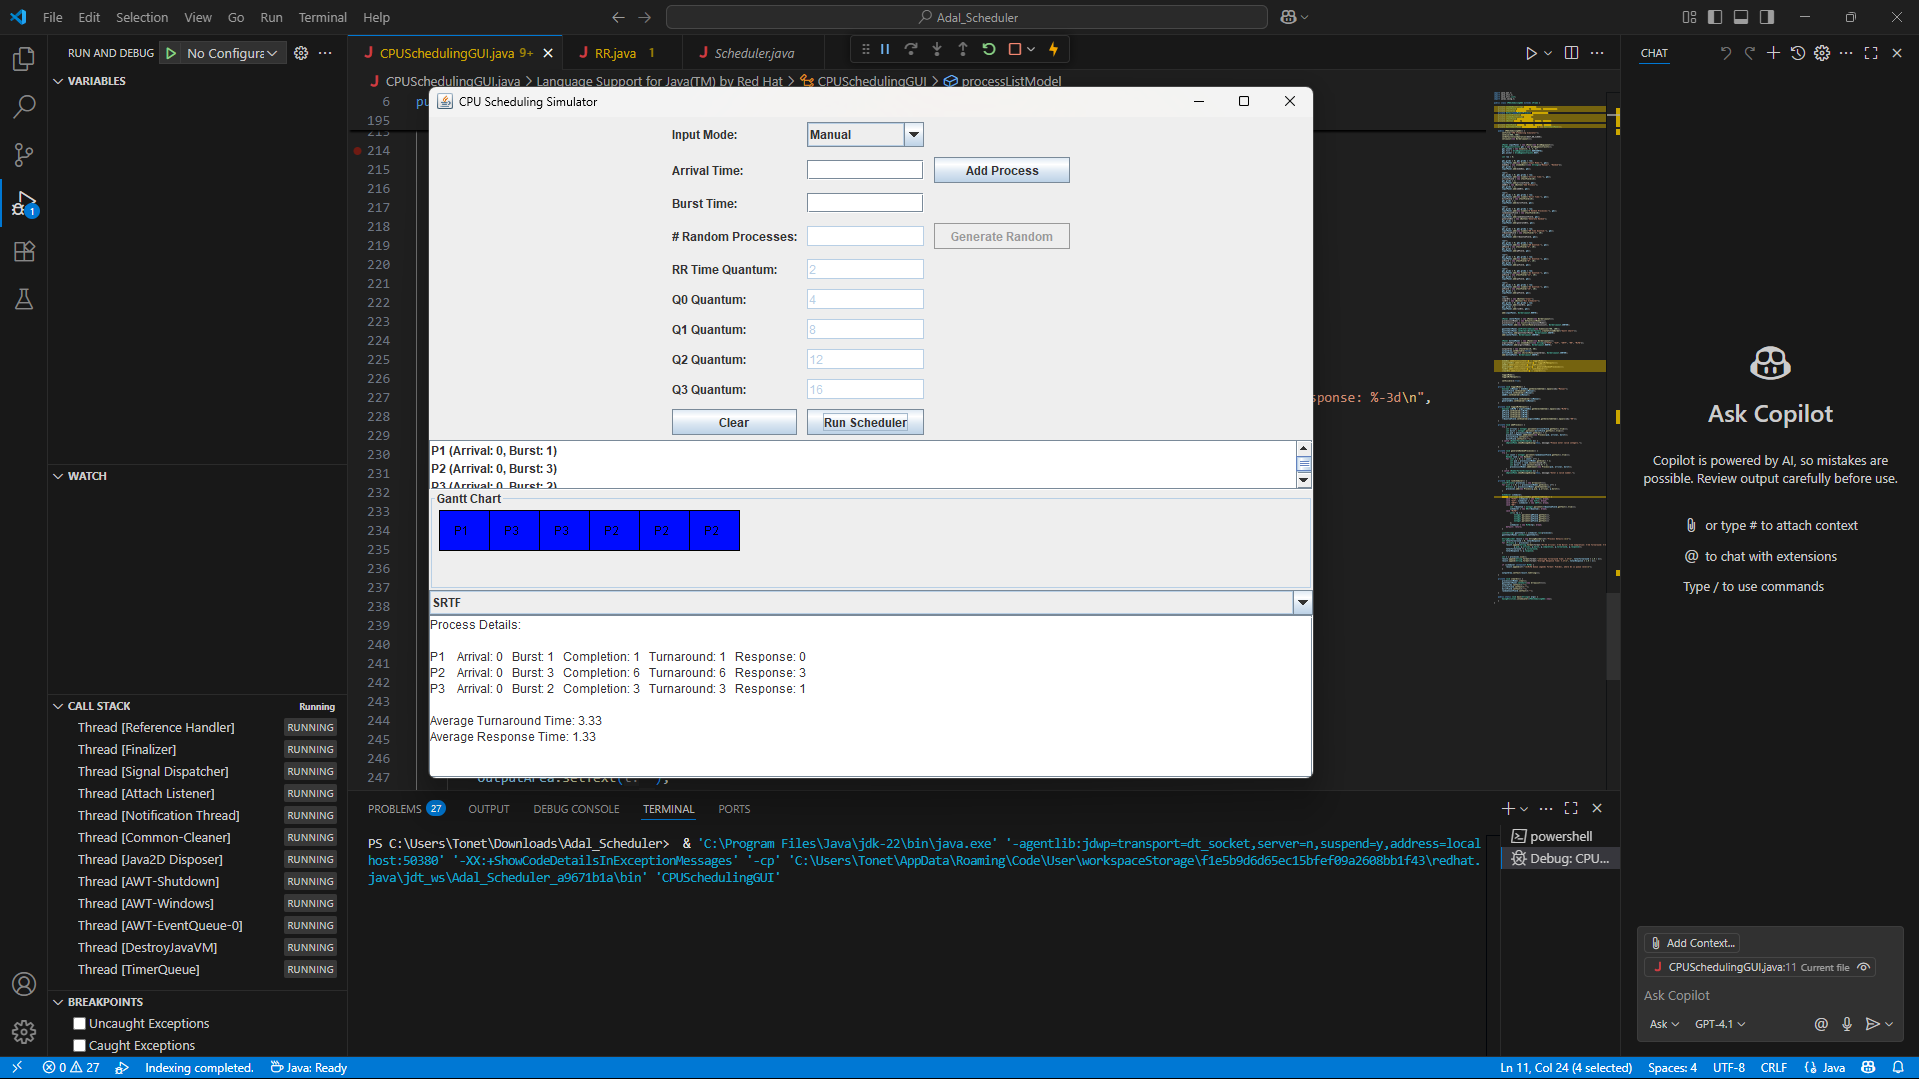 File Edit Selection View Go Run Terminal Help
Adal_Scheduler
RUN AND DEBUG No Configura
CPUSchedulingGUI.java 9+
RR.java 1
Scheduler.java
CHAT
VARIABLES
CPUSchedulingGUI.java > Language Support for Java(TM) by Red Hat > CPUSchedulingGUI > processListModel
6 pu
195
214
215
216
217
218
219
220
221
222
223
224
225
226
227
228
229
230
231
232
233
234
235
236
237
238
239
240
241
242
243
244
245
246
247
sponse: %-3d\n",
CPU Scheduling Simulator
Input Mode: Manual
Arrival Time: Add Process
Burst Time:
# Random Processes: Generate Random
RR Time Quantum: 2
Q0 Quantum: 4
Q1 Quantum: 8
Q2 Quantum: 12
Q3 Quantum: 16
Clear Run Scheduler
P1 (Arrival: 0, Burst: 1)
P2 (Arrival: 0, Burst: 3)
P3 (Arrival: 0, Burst: 2)
Gantt Chart
P1 P3 P3 P2 P2 P2
SRTF
Process Details:
P1 Arrival: 0 Burst: 1 Completion: 1 Turnaround: 1 Response: 0
P2 Arrival: 0 Burst: 3 Completion: 6 Turnaround: 6 Response: 3
P3 Arrival: 0 Burst: 2 Completion: 3 Turnaround: 3 Response: 1
Average Turnaround Time: 3.33
Average Response Time: 1.33
WATCH
CALL STACK Running
Thread [Reference Handler] RUNNING
Thread [Finalizer] RUNNING
Thread [Signal Dispatcher] RUNNING
Thread [Attach Listener] RUNNING
Thread [Notification Thread] RUNNING
Thread [Common-Cleaner] RUNNING
Thread [Java2D Disposer] RUNNING
Thread [AWT-Shutdown] RUNNING
Thread [AWT-Windows] RUNNING
Thread [AWT-EventQueue-0] RUNNING
Thread [DestroyJavaVM] RUNNING
Thread [TimerQueue] RUNNING
BREAKPOINTS
Uncaught Exceptions
Caught Exceptions
PROBLEMS 27 OUTPUT DEBUG CONSOLE TERMINAL PORTS
PS C:\Users\Tonet\Downloads\Adal_Scheduler> & 'C:\Program Files\Java\jdk-22\bin\java.exe' '-agentlib:jdwp=transport=dt_socket,server=n,suspend=y,address=local
host:50380' '-XX:+ShowCodeDetailsInExceptionMessages' '-cp' 'C:\Users\Tonet\AppData\Roaming\Code\User\workspaceStorage\f1e5b9d6d65ec15bfef09a2608bb1f43\redhat.
java\jdt_ws\Adal_Scheduler_a9671b1a\bin' 'CPUSchedulingGUI'
powershell
Debug: CPU...
Ask Copilot
Copilot is powered by AI, so mistakes are
possible. Review output carefully before use.
or type # to attach context
@ to chat with extensions
Type / to use commands
Add Context...
CPUSchedulingGUI.java:11 Current file
Ask Copilot
Ask GPT-4.1
0 27 Indexing completed. Java: Ready
Ln 11, Col 24 (4 selected) Spaces: 4 UTF-8 CRLF {} Java
1